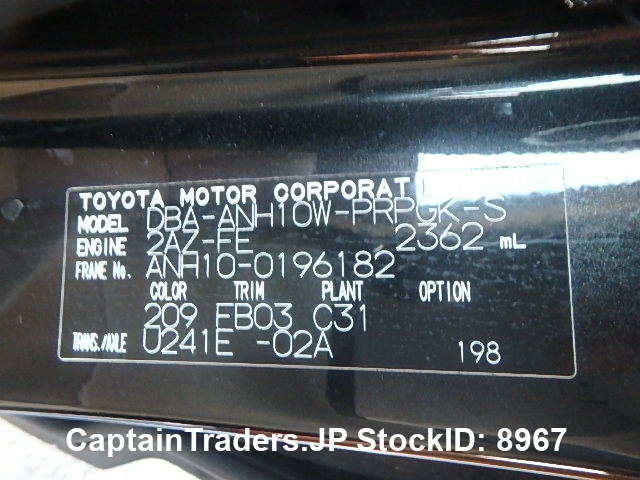 TOYOTA MOTOR CORPORAT
MODEL DBA-ANH10W-PRPGK-S
ENGINE 2AZ-FE 2362 mL
FRAME No. ANH10-0196182
COLOR TRIM PLANT OPTION
209 FB03 C31
TRANS./AXLE U241E -02A 198
CaptainTraders.JP StockID: 8967